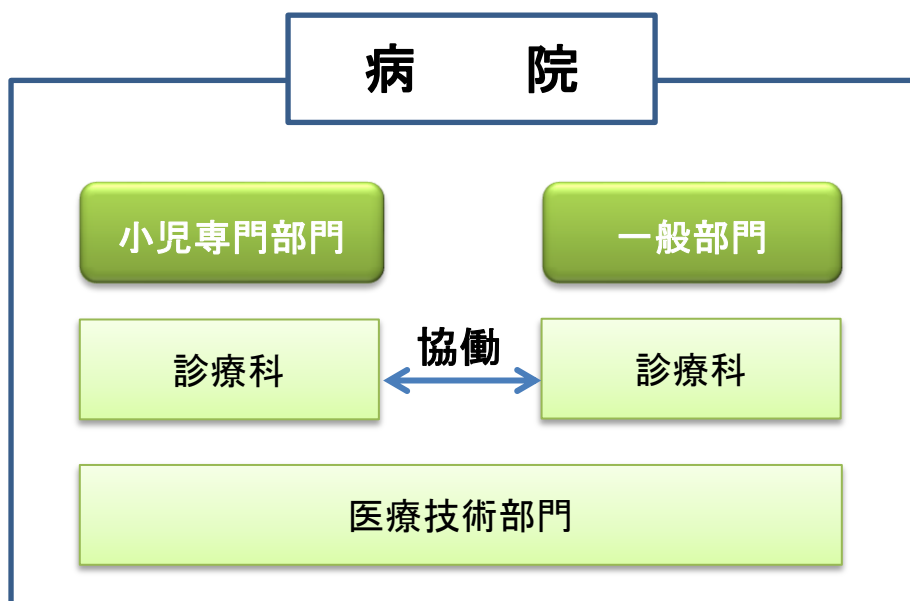 病　　院
小児専門部門
一般部門
診療科
協働
診療科
医療技術部門